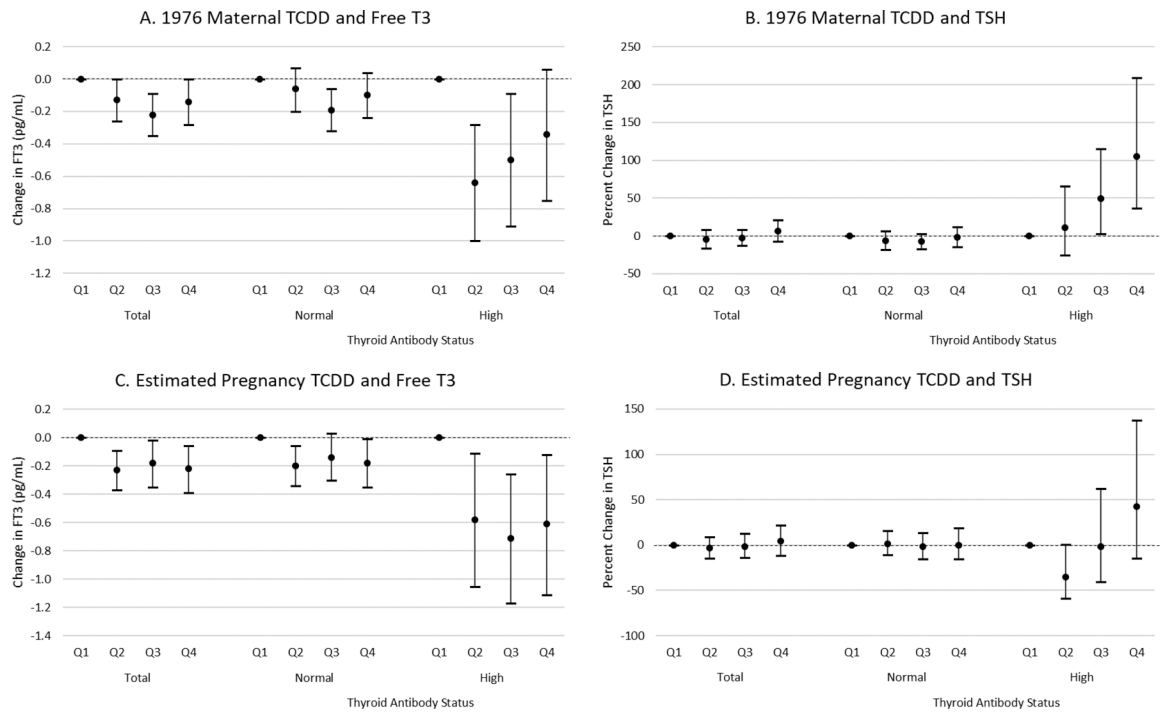 A. 1976 Maternal TCDD and Free T3
Change in FT3 (pg/mL)
0.2
0.0
-0.2
-0.4
-0.6
-0.8
-1.0
-1.2
Q1 Q2 Q3 Q4 Q1 Q2 Q3 Q4 Q1 Q2 Q3 Q4
Total Normal High
Thyroid Antibody Status
B. 1976 Maternal TCDD and TSH
Percent Change in TSH
250
200
150
100
50
0
-50
Q1 Q2 Q3 Q4 Q1 Q2 Q3 Q4 Q1 Q2 Q3 Q4
Total Normal High
Thyroid Antibody Status
C. Estimated Pregnancy TCDD and Free T3
Change in FT3 (pg/mL)
0.2
0.0
-0.2
-0.4
-0.6
-0.8
-1.0
-1.2
-1.4
Q1 Q2 Q3 Q4 Q1 Q2 Q3 Q4 Q1 Q2 Q3 Q4
Total Normal High
Thyroid Antibody Status
D. Estimated Pregnancy TCDD and TSH
Percent Change in TSH
150
100
50
0
-50
-100
Q1 Q2 Q3 Q4 Q1 Q2 Q3 Q4 Q1 Q2 Q3 Q4
Total Normal High
Thyroid Antibody Status